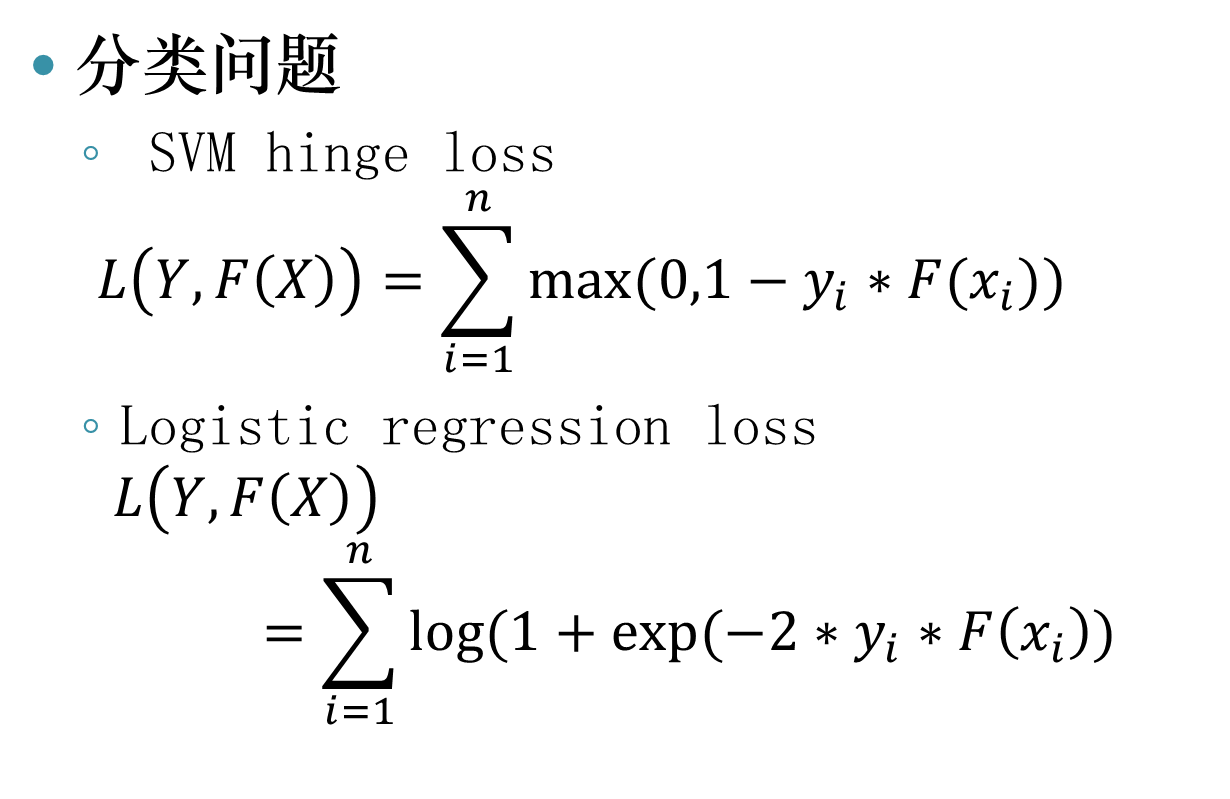 • 分类问题
◦ SVM hinge loss
L(Y, F(X)) = ∑_{i=1}^{n} max(0,1 − y_i * F(x_i))
◦ Logistic regression loss
L(Y, F(X))
= ∑_{i=1}^{n} log(1 + exp(−2 * y_i * F(x_i))